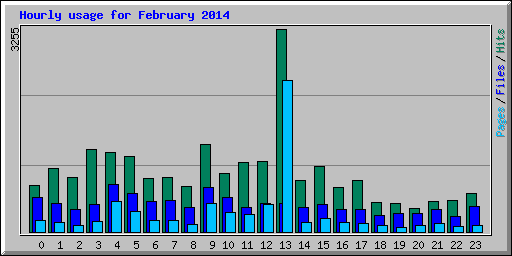 Hourly usage for February 2014
3255
Pages / Files / Hits
0 1 2 3 4 5 6 7 8 9 10 11 12 13 14 15 16 17 18 19 20 21 22 23